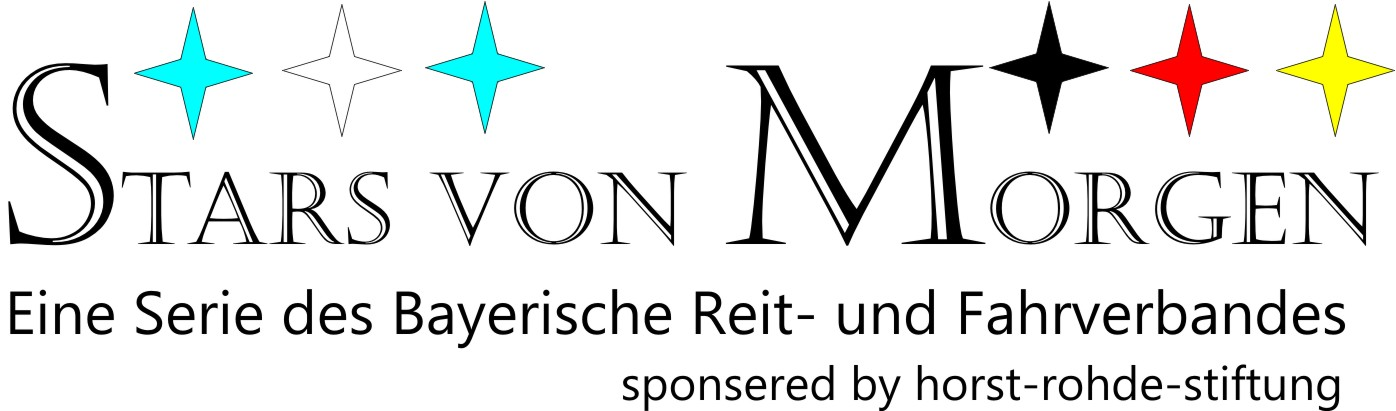 Stars von Morgen
Eine Serie des Bayerische Reit- und Fahrverbandes
sponsered by horst-rohde-stiftung